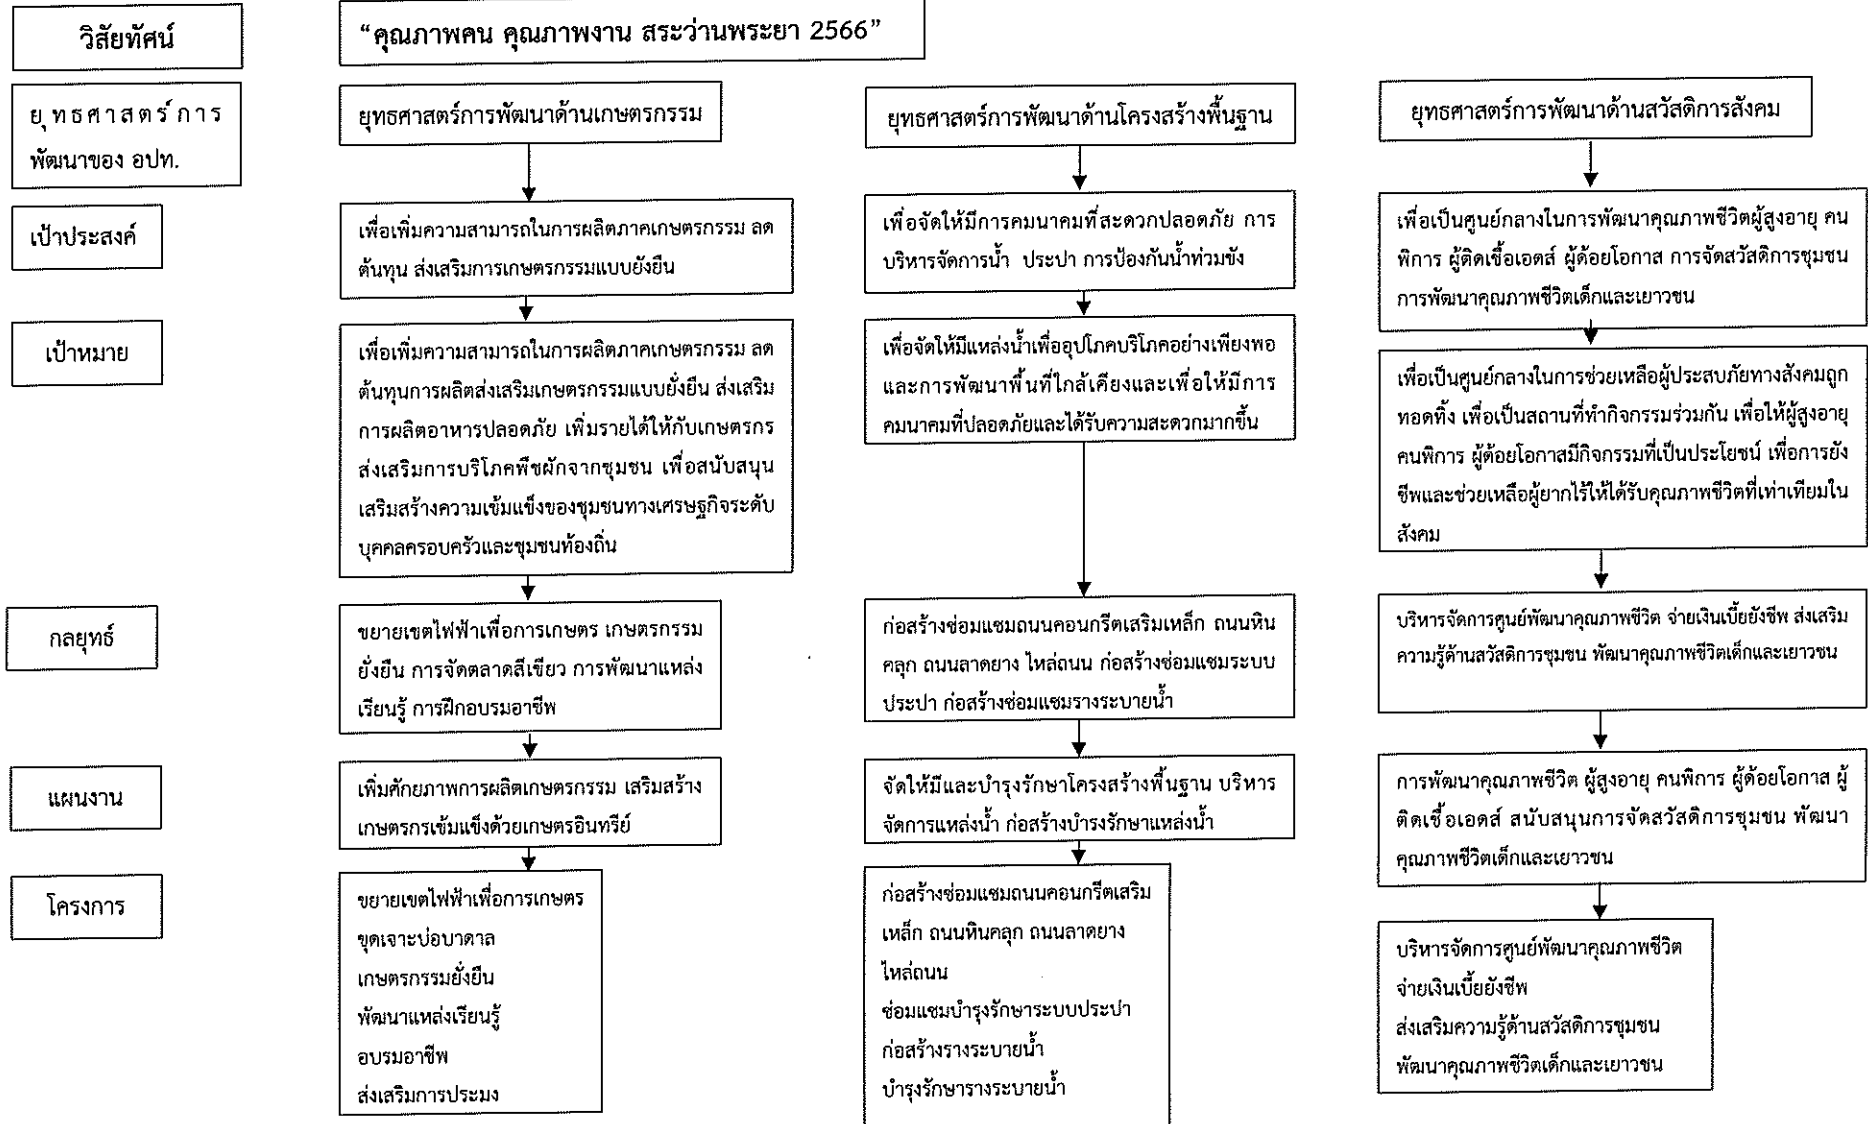 วิสัยทัศน์
“คุณภาพคน คุณภาพงาน สระว่านพระยา 2566”
ยุทธศาสตร์การ
พัฒนาของ อปท.
ยุทธศาสตร์การพัฒนาด้านเกษตรกรรม
ยุทธศาสตร์การพัฒนาด้านโครงสร้างพื้นฐาน
ยุทธศาสตร์การพัฒนาด้านสวัสดิการสังคม
เป้าประสงค์
เพื่อเพิ่มความสามารถในการผลิตภาคเกษตรกรรม ลด
ต้นทุน ส่งเสริมการเกษตรกรรมแบบยั่งยืน
เพื่อจัดให้มีการคมนาคมที่สะดวกปลอดภัย การ
บริหารจัดการน้ำ ประปา การป้องกันน้ำท่วมขัง
เพื่อเป็นศูนย์กลางในการพัฒนาคุณภาพชีวิตผู้สูงอายุ คน
พิการ ผู้ติดเชื้อเอดส์ ผู้ด้อยโอกาส การจัดสวัสดิการชุมชน
การพัฒนาคุณภาพชีวิตเด็กและเยาวชน
เป้าหมาย
เพื่อเพิ่มความสามารถในการผลิตภาคเกษตรกรรม ลด
ต้นทุนการผลิตส่งเสริมเกษตรกรรมแบบยั่งยืน ส่งเสริม
การผลิตอาหารปลอดภัย เพิ่มรายได้ให้กับเกษตรกร
ส่งเสริมการบริโภคพืชผักจากชุมชน เพื่อสนับสนุน
เสริมสร้างความเข้มแข็งของชุมชนทางเศรษฐกิจระดับ
บุคคลครอบครัวและชุมชนท้องถิ่น
เพื่อจัดให้มีแหล่งน้ำเพื่ออุปโภคบริโภคอย่างเพียงพอ
และการพัฒนาพื้นที่ใกล้เคียงและเพื่อให้มีการ
คมนาคมที่ปลอดภัยและได้รับความสะดวกมากขึ้น
เพื่อเป็นศูนย์กลางในการช่วยเหลือผู้ประสบภัยทางสังคมถูก
ทอดทิ้ง เพื่อเป็นสถานที่ทำกิจกรรมร่วมกัน เพื่อให้ผู้สูงอายุ
คนพิการ ผู้ด้อยโอกาสมีกิจกรรมที่เป็นประโยชน์ เพื่อการยัง
ชีพและช่วยเหลือผู้ยากไร้ให้ได้รับคุณภาพชีวิตที่เท่าเทียมใน
สังคม
กลยุทธ์
ขยายเขตไฟฟ้าเพื่อการเกษตร เกษตรกรรม
ยั่งยืน การจัดตลาดสีเขียว การพัฒนาแหล่ง
เรียนรู้ การฝึกอบรมอาชีพ
ก่อสร้างซ่อมแซมถนนคอนกรีตเสริมเหล็ก ถนนหิน
คลุก ถนนลาดยาง ไหล่ถนน ก่อสร้างซ่อมแซมระบบ
ประปา ก่อสร้างซ่อมแซมรางระบายน้ำ
บริหารจัดการศูนย์พัฒนาคุณภาพชีวิต จ่ายเงินเบี้ยยังชีพ ส่งเสริม
ความรู้ด้านสวัสดิการชุมชน พัฒนาคุณภาพชีวิตเด็กและเยาวชน
แผนงาน
เพิ่มศักยภาพการผลิตเกษตรกรรม เสริมสร้าง
เกษตรกรเข้มแข็งด้วยเกษตรอินทรีย์
จัดให้มีและบำรุงรักษาโครงสร้างพื้นฐาน บริหาร
จัดการแหล่งน้ำ ก่อสร้างบำรงรักษาแหล่งน้ำ
การพัฒนาคุณภาพชีวิต ผู้สูงอายุ คนพิการ ผู้ด้อยโอกาส ผู้
ติดเชื้อเอดส์ สนับสนุนการจัดสวัสดิการชุมชน พัฒนา
คุณภาพชีวิตเด็กและเยาวชน
โครงการ
ขยายเขตไฟฟ้าเพื่อการเกษตร
ขุดเจาะบ่อบาดาล
เกษตรกรรมยั่งยืน
พัฒนาแหล่งเรียนรู้
อบรมอาชีพ
ส่งเสริมการประมง
ก่อสร้างซ่อมแซมถนนคอนกรีตเสริม
เหล็ก ถนนหินคลุก ถนนลาดยาง
ไหล่ถนน
ซ่อมแซมบำรุงรักษาระบบประปา
ก่อสร้างรางระบายน้ำ
บำรุงรักษารางระบายน้ำ
บริหารจัดการศูนย์พัฒนาคุณภาพชีวิต
จ่ายเงินเบี้ยยังชีพ
ส่งเสริมความรู้ด้านสวัสดิการชุมชน
พัฒนาคุณภาพชีวิตเด็กและเยาวชน